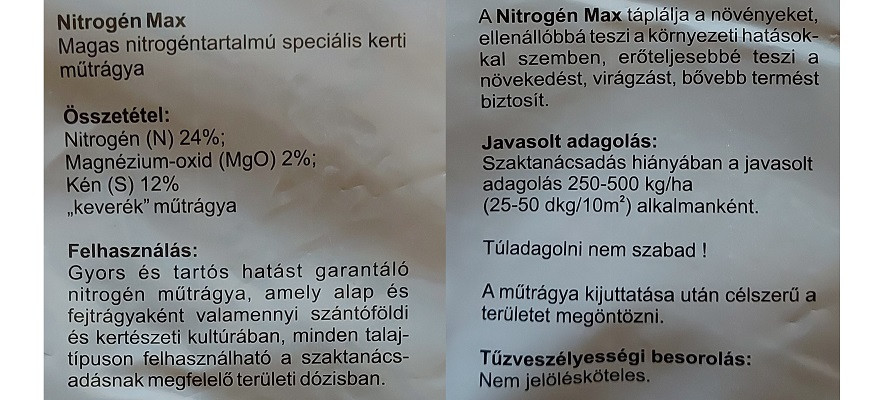 Nitrogén Max
Magas nitrogéntartalmú speciális kerti
műtrágya
Összetétel:
Nitrogén (N) 24%;
Magnézium-oxid (MgO) 2%;
Kén (S) 12%
„keverék” műtrágya
Felhasználás:
Gyors és tartós hatást garantáló
nitrogén műtrágya, amely alap és
fejtrágyaként valamennyi szántóföldi
és kertészeti kultúrában, minden talaj-
típuson felhasználható a szaktanács-
adásnak megfelelő területi dózisban.
A Nitrogén Max táplálja a növényeket,
ellenállóbbá teszi a környezeti hatások-
kal szemben, erőteljesebbé teszi a
növekedést, virágzást, bővebb termést
biztosít.
Javasolt adagolás:
Szaktanácsadás hiányában a javasolt
adagolás 250-500 kg/ha
(25-50 dkg/10m²) alkalmanként.
Túladagolni nem szabad !
A műtrágya kijuttatása után célszerű a
területet megöntözni.
Tűzveszélyességi besorolás:
Nem jelölésköteles.